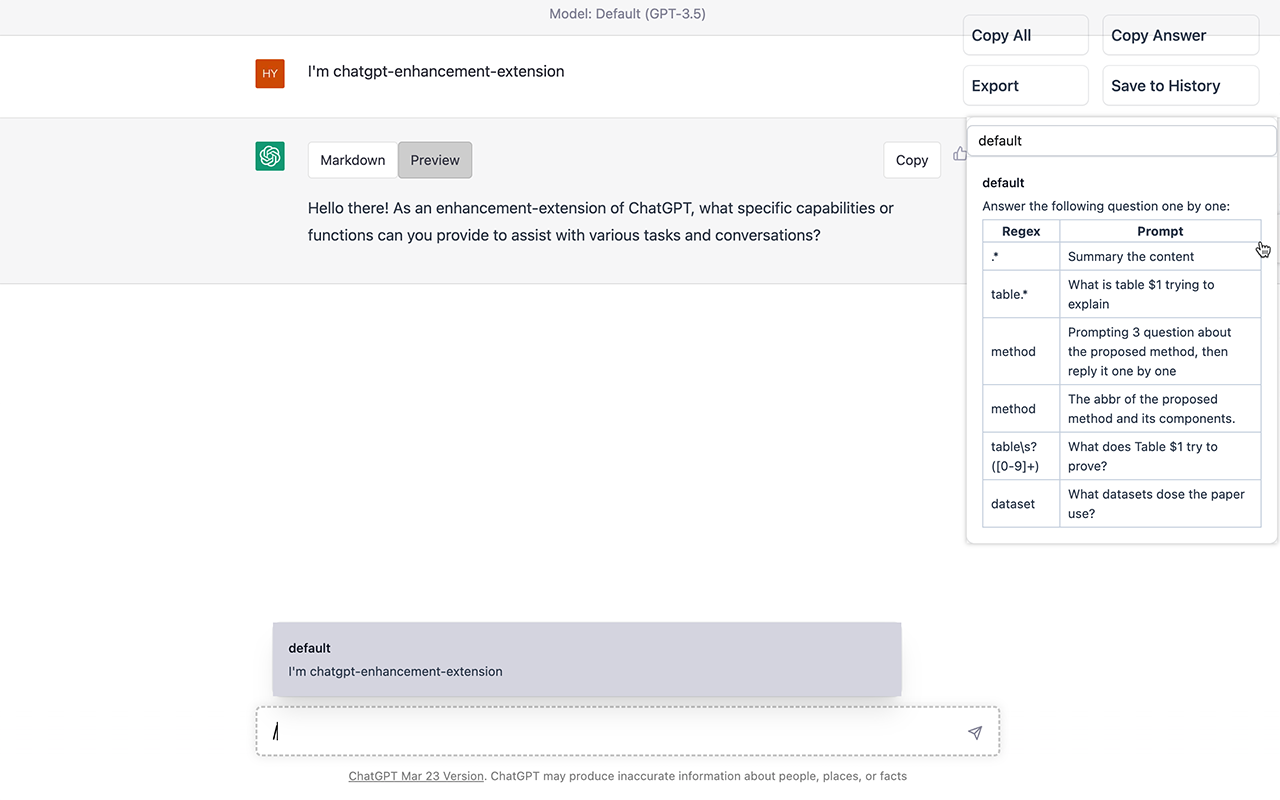 Model: Default (GPT-3.5)
Copy All
Copy Answer
Export
Save to History
HY
I'm chatgpt-enhancement-extension
Markdown
Preview
Copy
Hello there! As an enhancement-extension of ChatGPT, what specific capabilities or
functions can you provide to assist with various tasks and conversations?
default
default
Answer the following question one by one:
Regex Prompt
.* Summary the content
table.* What is table $1 trying to
explain
method Prompting 3 question about
the proposed method, then
reply it one by one
method The abbr of the proposed
method and its components.
table\s? What does Table $1 try to
([0-9]+) prove?
dataset What datasets dose the paper
use?
default
I'm chatgpt-enhancement-extension
/
ChatGPT Mar 23 Version. ChatGPT may produce inaccurate information about people, places, or facts